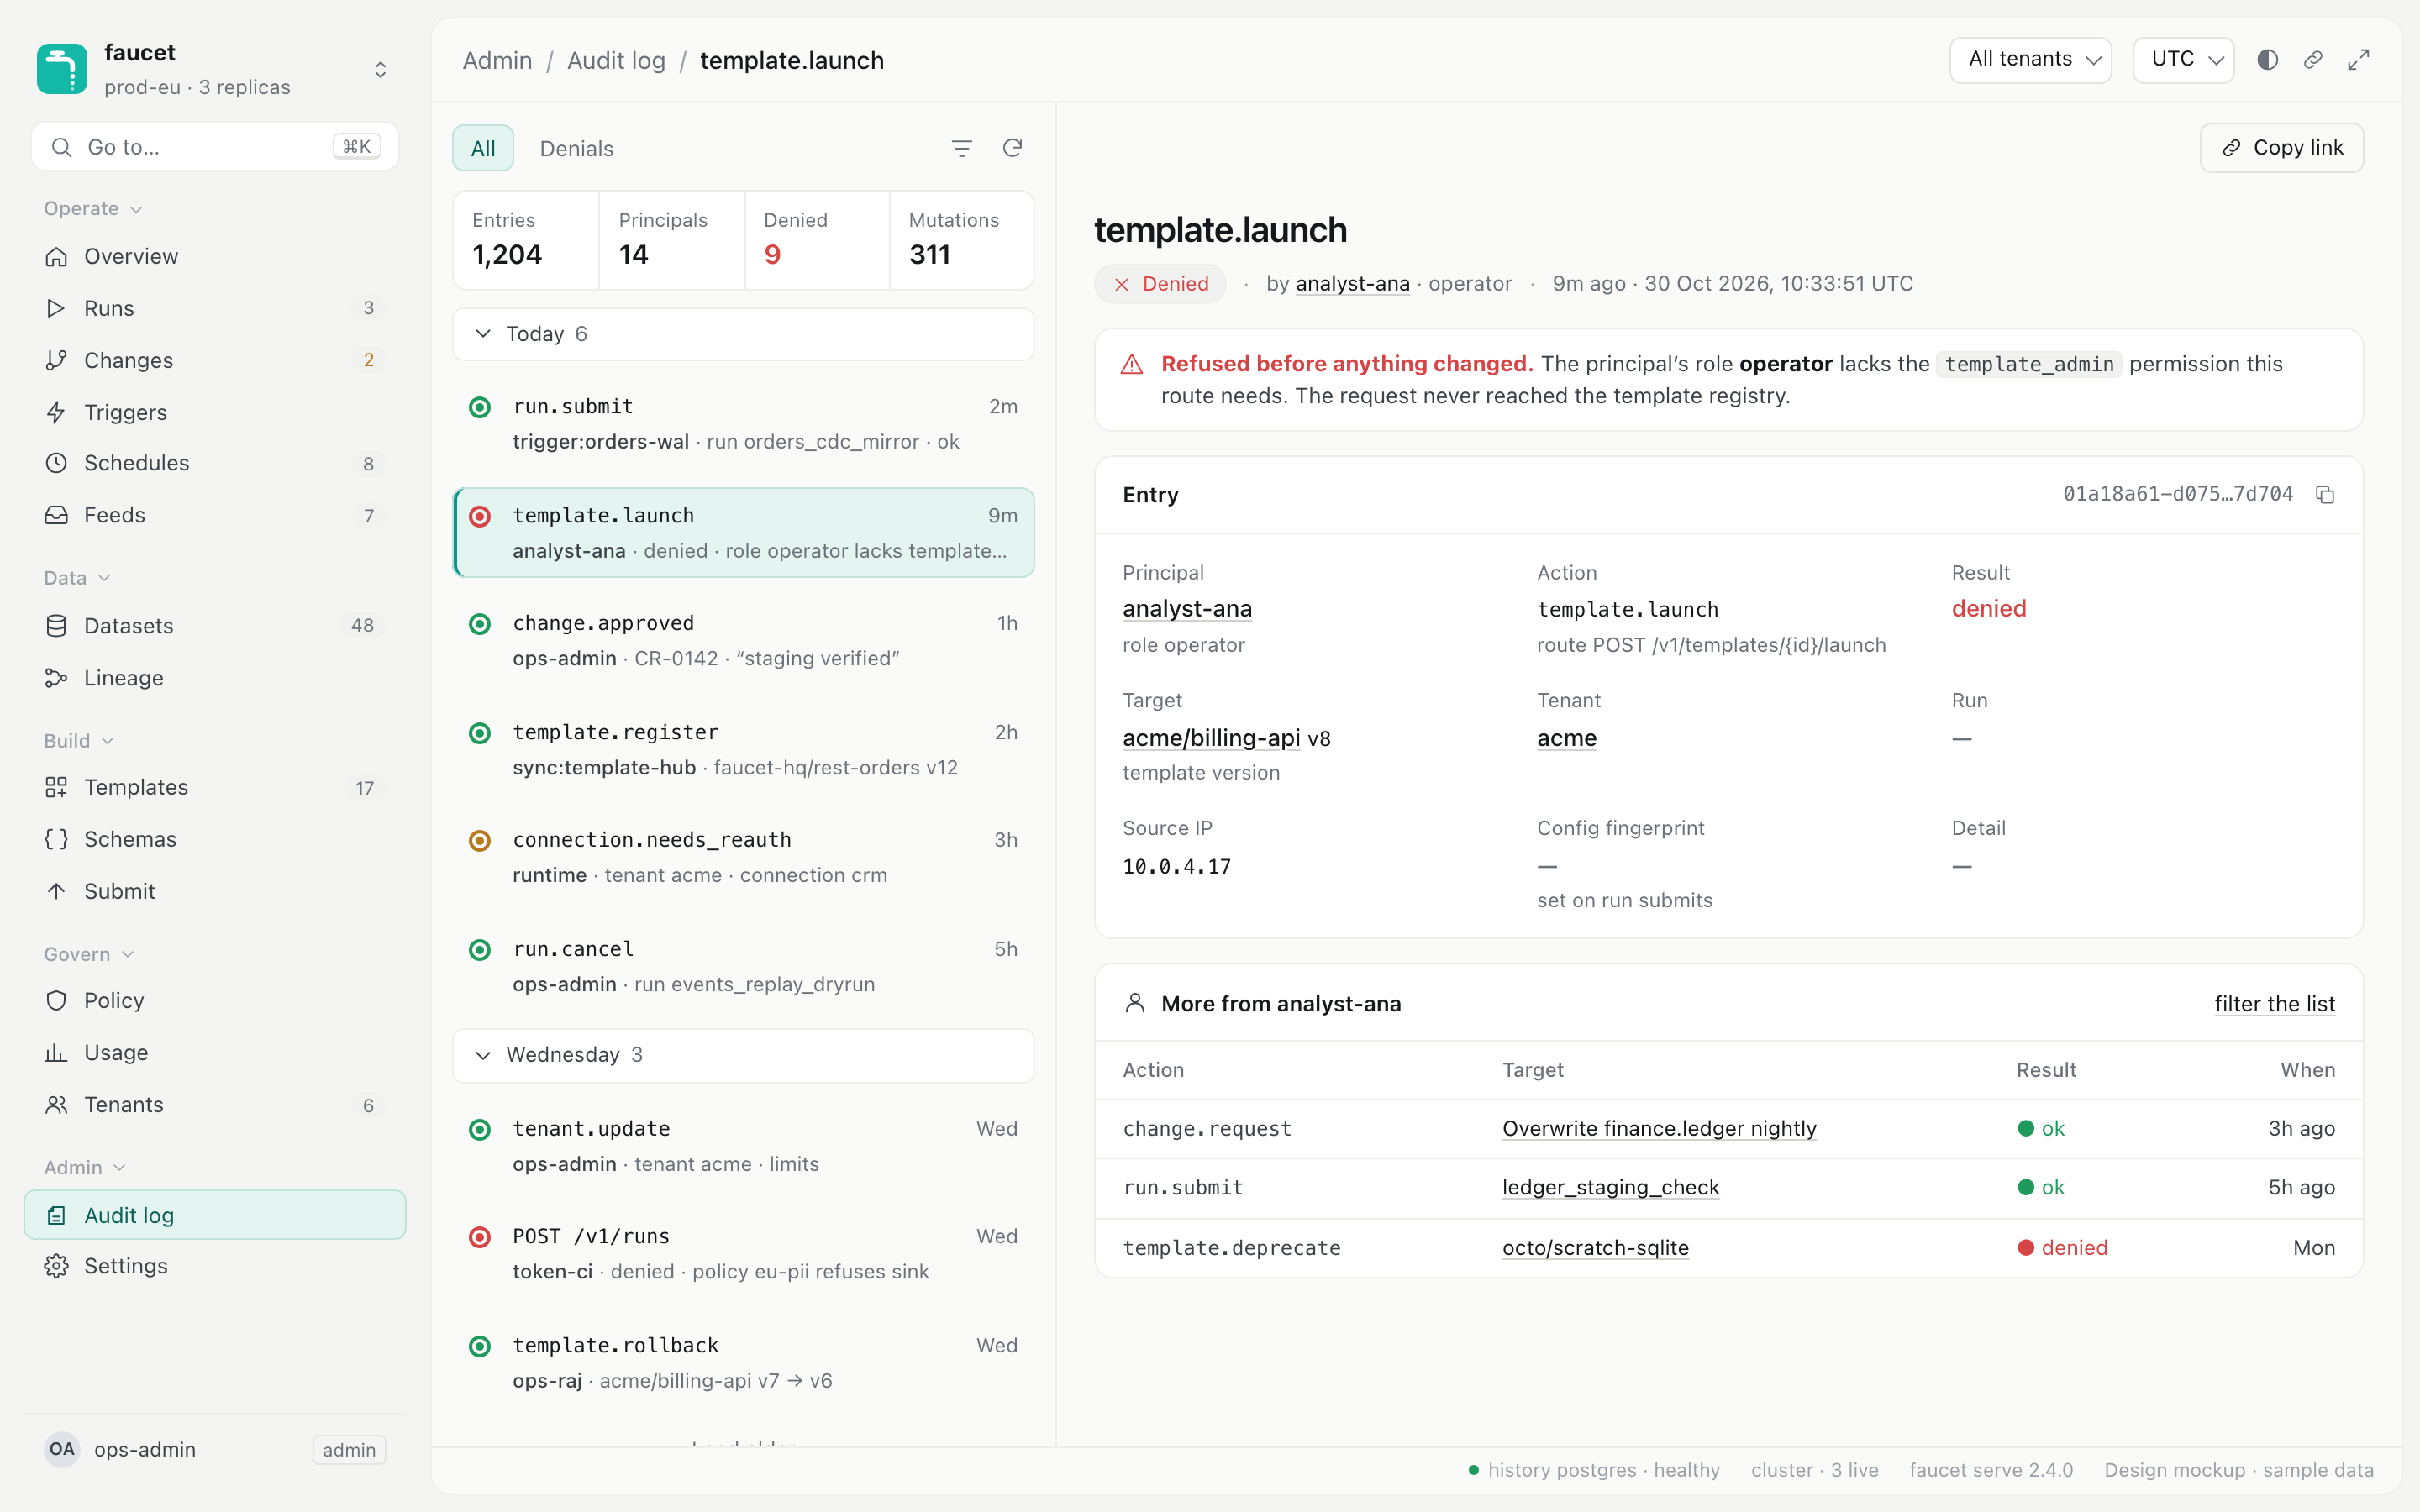 faucet
prod-eu · 3 replicas
Go to... ⌘K
Operate
Overview
Runs 3
Changes 2
Triggers
Schedules 8
Feeds 7
Data
Datasets 48
Lineage
Build
Templates 17
Schemas
Submit
Govern
Policy
Usage
Tenants 6
Admin
Audit log
Settings
OA ops-admin admin
Admin / Audit log / template.launch
All tenants UTC
All Denials
Entries Principals Denied Mutations
1,204 14 9 311
Today 6
run.submit 2m
trigger:orders-wal · run orders_cdc_mirror · ok
template.launch 9m
analyst-ana · denied · role operator lacks template...
change.approved 1h
ops-admin · CR-0142 · “staging verified”
template.register 2h
sync:template-hub · faucet-hq/rest-orders v12
connection.needs_reauth 3h
runtime · tenant acme · connection crm
run.cancel 5h
ops-admin · run events_replay_dryrun
Wednesday 3
tenant.update Wed
ops-admin · tenant acme · limits
POST /v1/runs Wed
token-ci · denied · policy eu-pii refuses sink
template.rollback Wed
ops-raj · acme/billing-api v7 → v6
Copy link
template.launch
Denied · by analyst-ana · operator · 9m ago · 30 Oct 2026, 10:33:51 UTC
Refused before anything changed. The principal’s role operator lacks the template_admin permission this
route needs. The request never reached the template registry.
Entry 01a18a61-d075…7d704
Principal Action Result
analyst-ana template.launch denied
role operator route POST /v1/templates/{id}/launch
Target Tenant Run
acme/billing-api v8 acme —
template version
Source IP Config fingerprint Detail
10.0.4.17 — —
set on run submits
More from analyst-ana filter the list
Action Target Result When
change.request Overwrite finance.ledger nightly ok 3h ago
run.submit ledger_staging_check ok 5h ago
template.deprecate octo/scratch-sqlite denied Mon
history postgres · healthy cluster · 3 live faucet serve 2.4.0 Design mockup · sample data